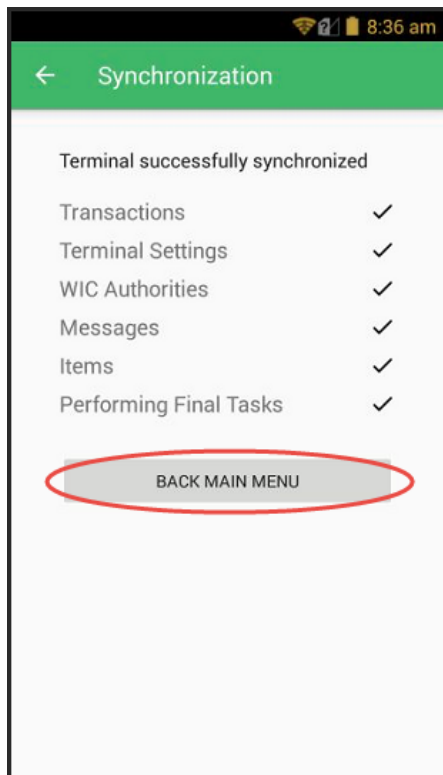 8:36 am
Synchronization
Terminal successfully synchronized
Transactions
Terminal Settings
WIC Authorities
Messages
Items
Performing Final Tasks
BACK MAIN MENU